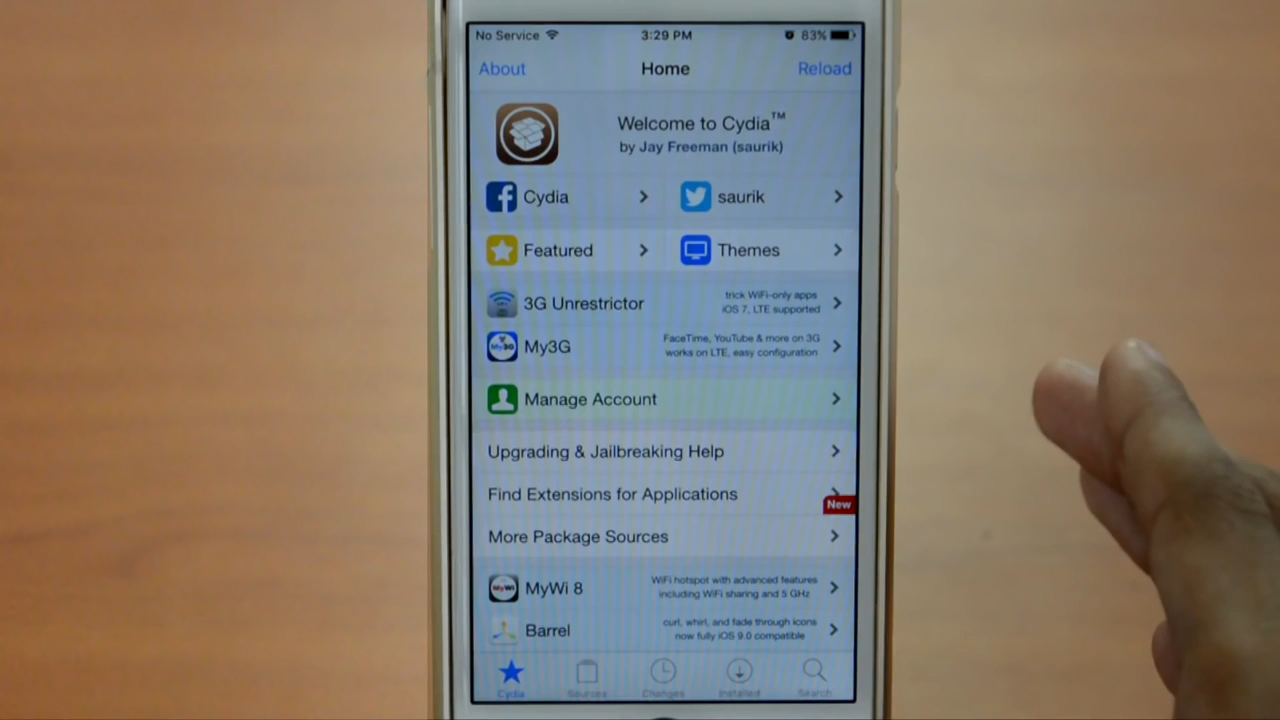 No Service 3:29 PM 83%
About Home Reload
Welcome to Cydia™
by Jay Freeman (saurik)
Cydia saurik
Featured Themes
3G Unrestrictor
trick WiFi-only apps
iOS 7, LTE supported
My3G My3G
FaceTime, YouTube & more on 3G
works on LTE, easy configuration
Manage Account
Upgrading & Jailbreaking Help
Find Extensions for Applications
New
More Package Sources
MyWi MyWi 8
WiFi hotspot with advanced features
including WiFi sharing and 5 GHz
Barrel
curl, whirl, and fade through icons
now fully iOS 9.0 compatible
Cydia Sources Changes Installed Search